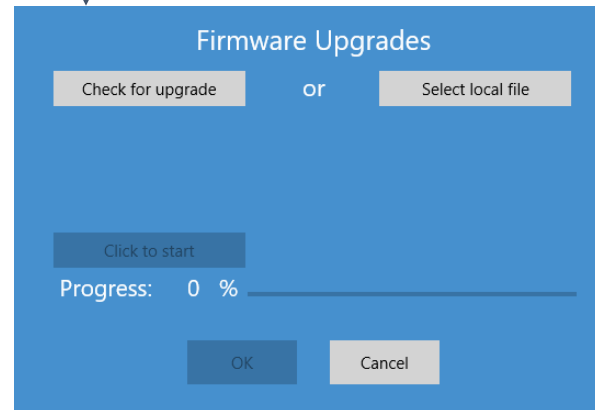 Firmware Upgrades
Check for upgrade or Select local file
Click to start
Progress: 0 %
OK Cancel